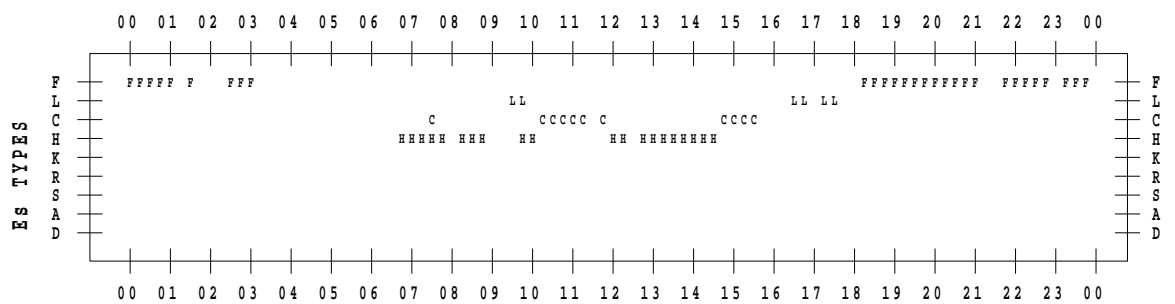 00 01 02 03 04 05 06 07 08 09 10 11 12 13 14 15 16 17 18 19 20 21 22 23 00
F FFFFF F FFF FFFFFFFFFFFF FFFFF FFF F
L LL LL LL L
C C CCCCC C CCCC C
H HHHHH HHH HH HH HHHHHHHH H
K K
R R
S S
A A
D D
Es TYPES
00 01 02 03 04 05 06 07 08 09 10 11 12 13 14 15 16 17 18 19 20 21 22 23 00